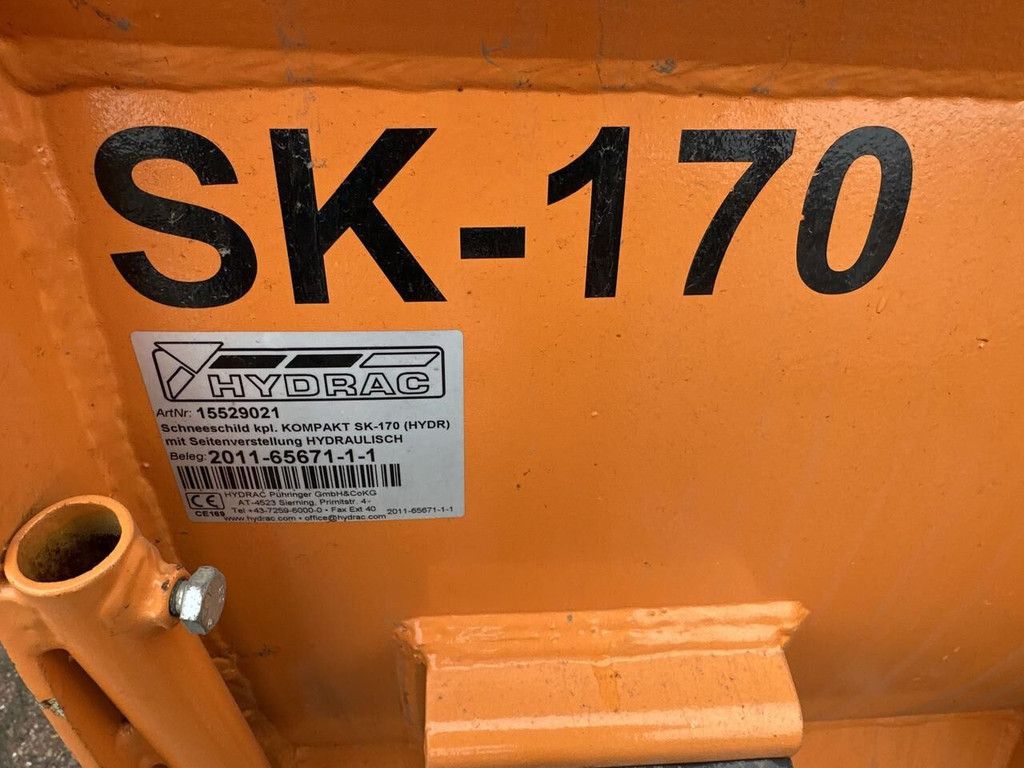 SK-170
HYDRAC
ArtNr: 15529021
Schneeschild kpl. KOMPAKT SK-170 (HYDR)
mit Seitenverstellung HYDRAULISCH
Beleg: 2011-65671-1-1
CE
CE169
HYDRAC Pühringer GmbH&CoKG
AT-4523 Sierning, Primitstr. 4-
Tel +43-7259-6000-0 • Fax Ext 40
www.hydrac.com • office@hydrac.com
2011-65671-1-1